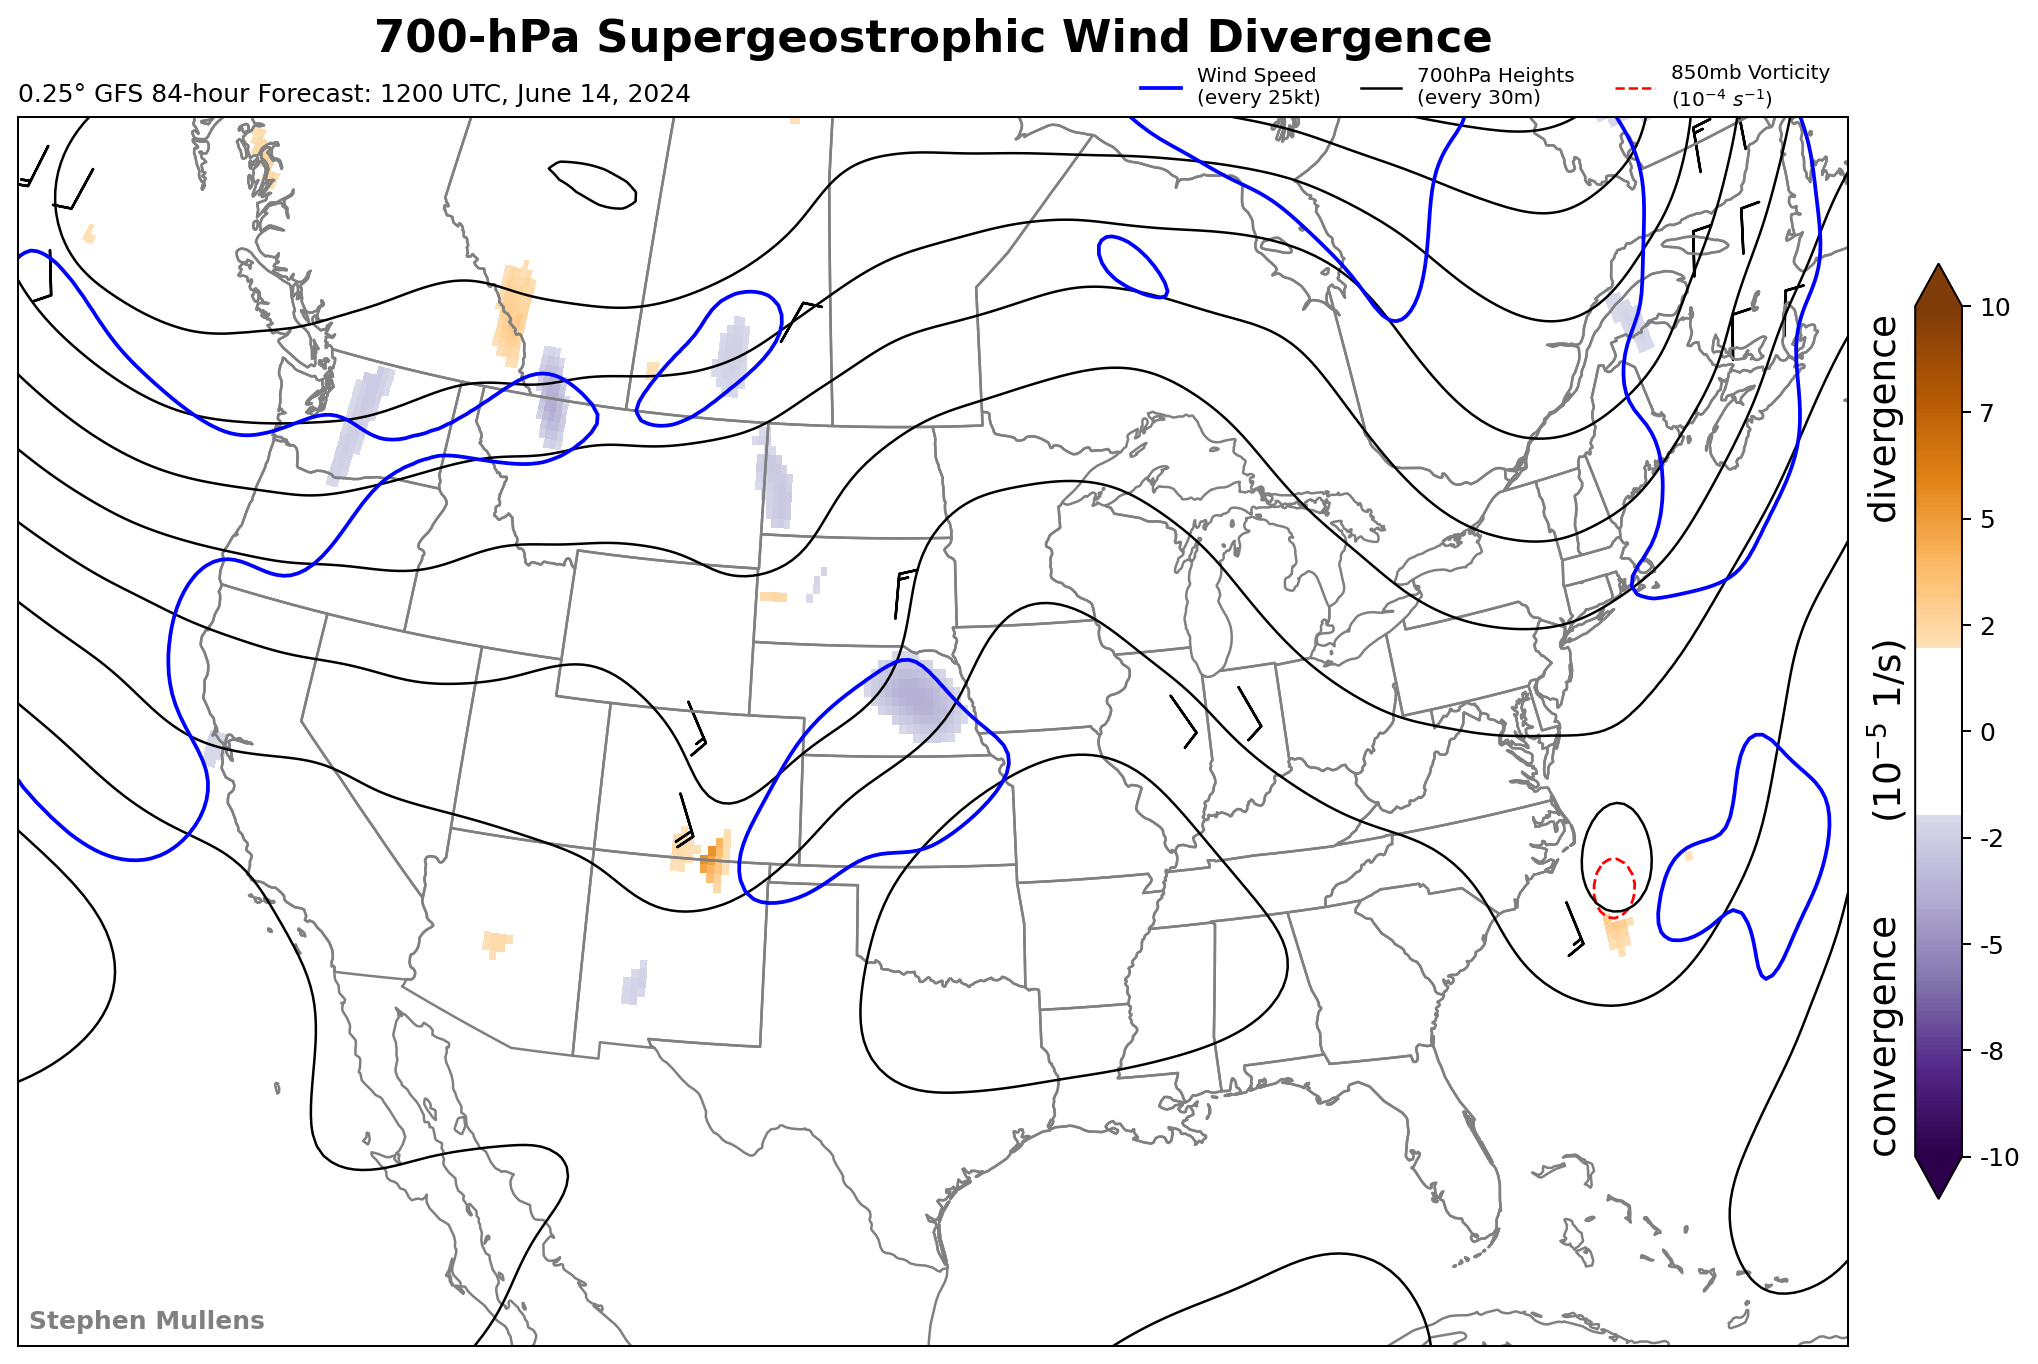 700-hPa Supergeostrophic Wind Divergence
0.25° GFS 84-hour Forecast: 1200 UTC, June 14, 2024
Wind Speed
(every 25kt)
700hPa Heights
(every 30m)
850mb Vorticity
(10⁻⁴ s⁻¹)
10
7
5
2
0
-2
-5
-8
-10
convergence (10⁻⁵ 1/s) divergence
Stephen Mullens